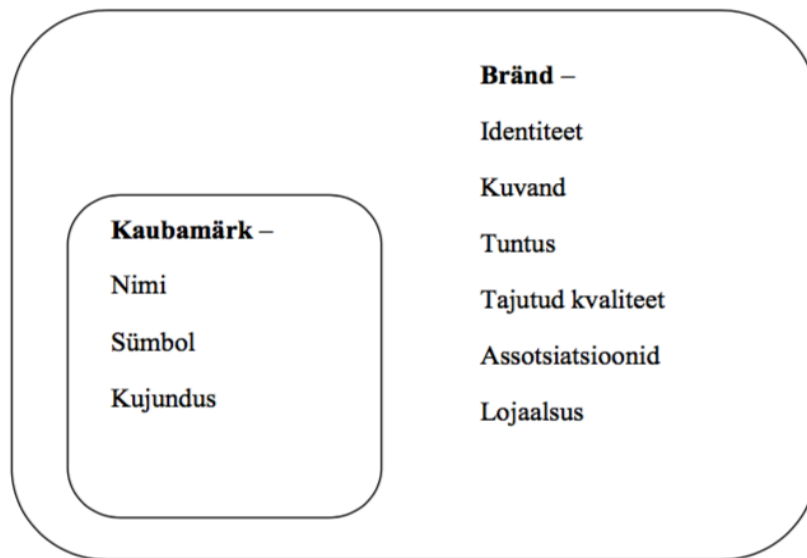 Bränd –
Identiteet
Kuvand
Tuntus
Tajutud kvaliteet
Assotsiatsioonid
Lojaalsus
Kaubamärk –
Nimi
Sümbol
Kujundus